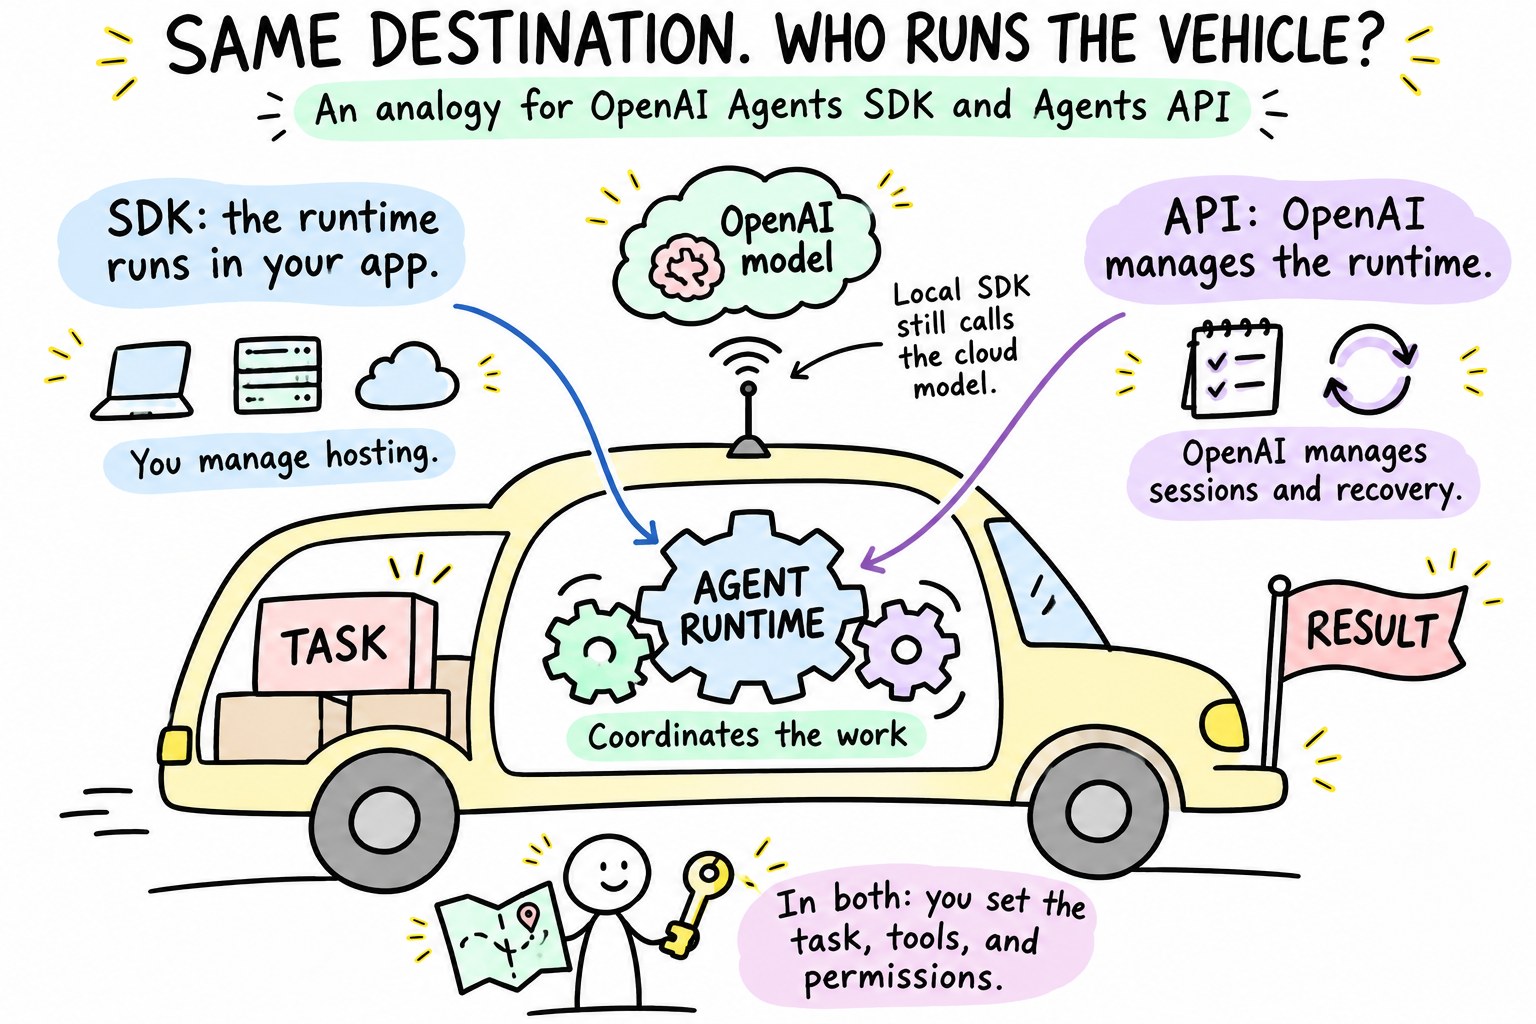 SAME DESTINATION. WHO RUNS THE VEHICLE?
An analogy for OpenAI Agents SDK and Agents API
SDK: the runtime
runs in your app.
You manage hosting.
OpenAI
model
Local SDK
still calls
the cloud
model.
API: OpenAI
manages the runtime.
OpenAI manages
sessions and recovery.
TASK
AGENT
RUNTIME
Coordinates the work
RESULT
In both: you set the
task, tools, and
permissions.